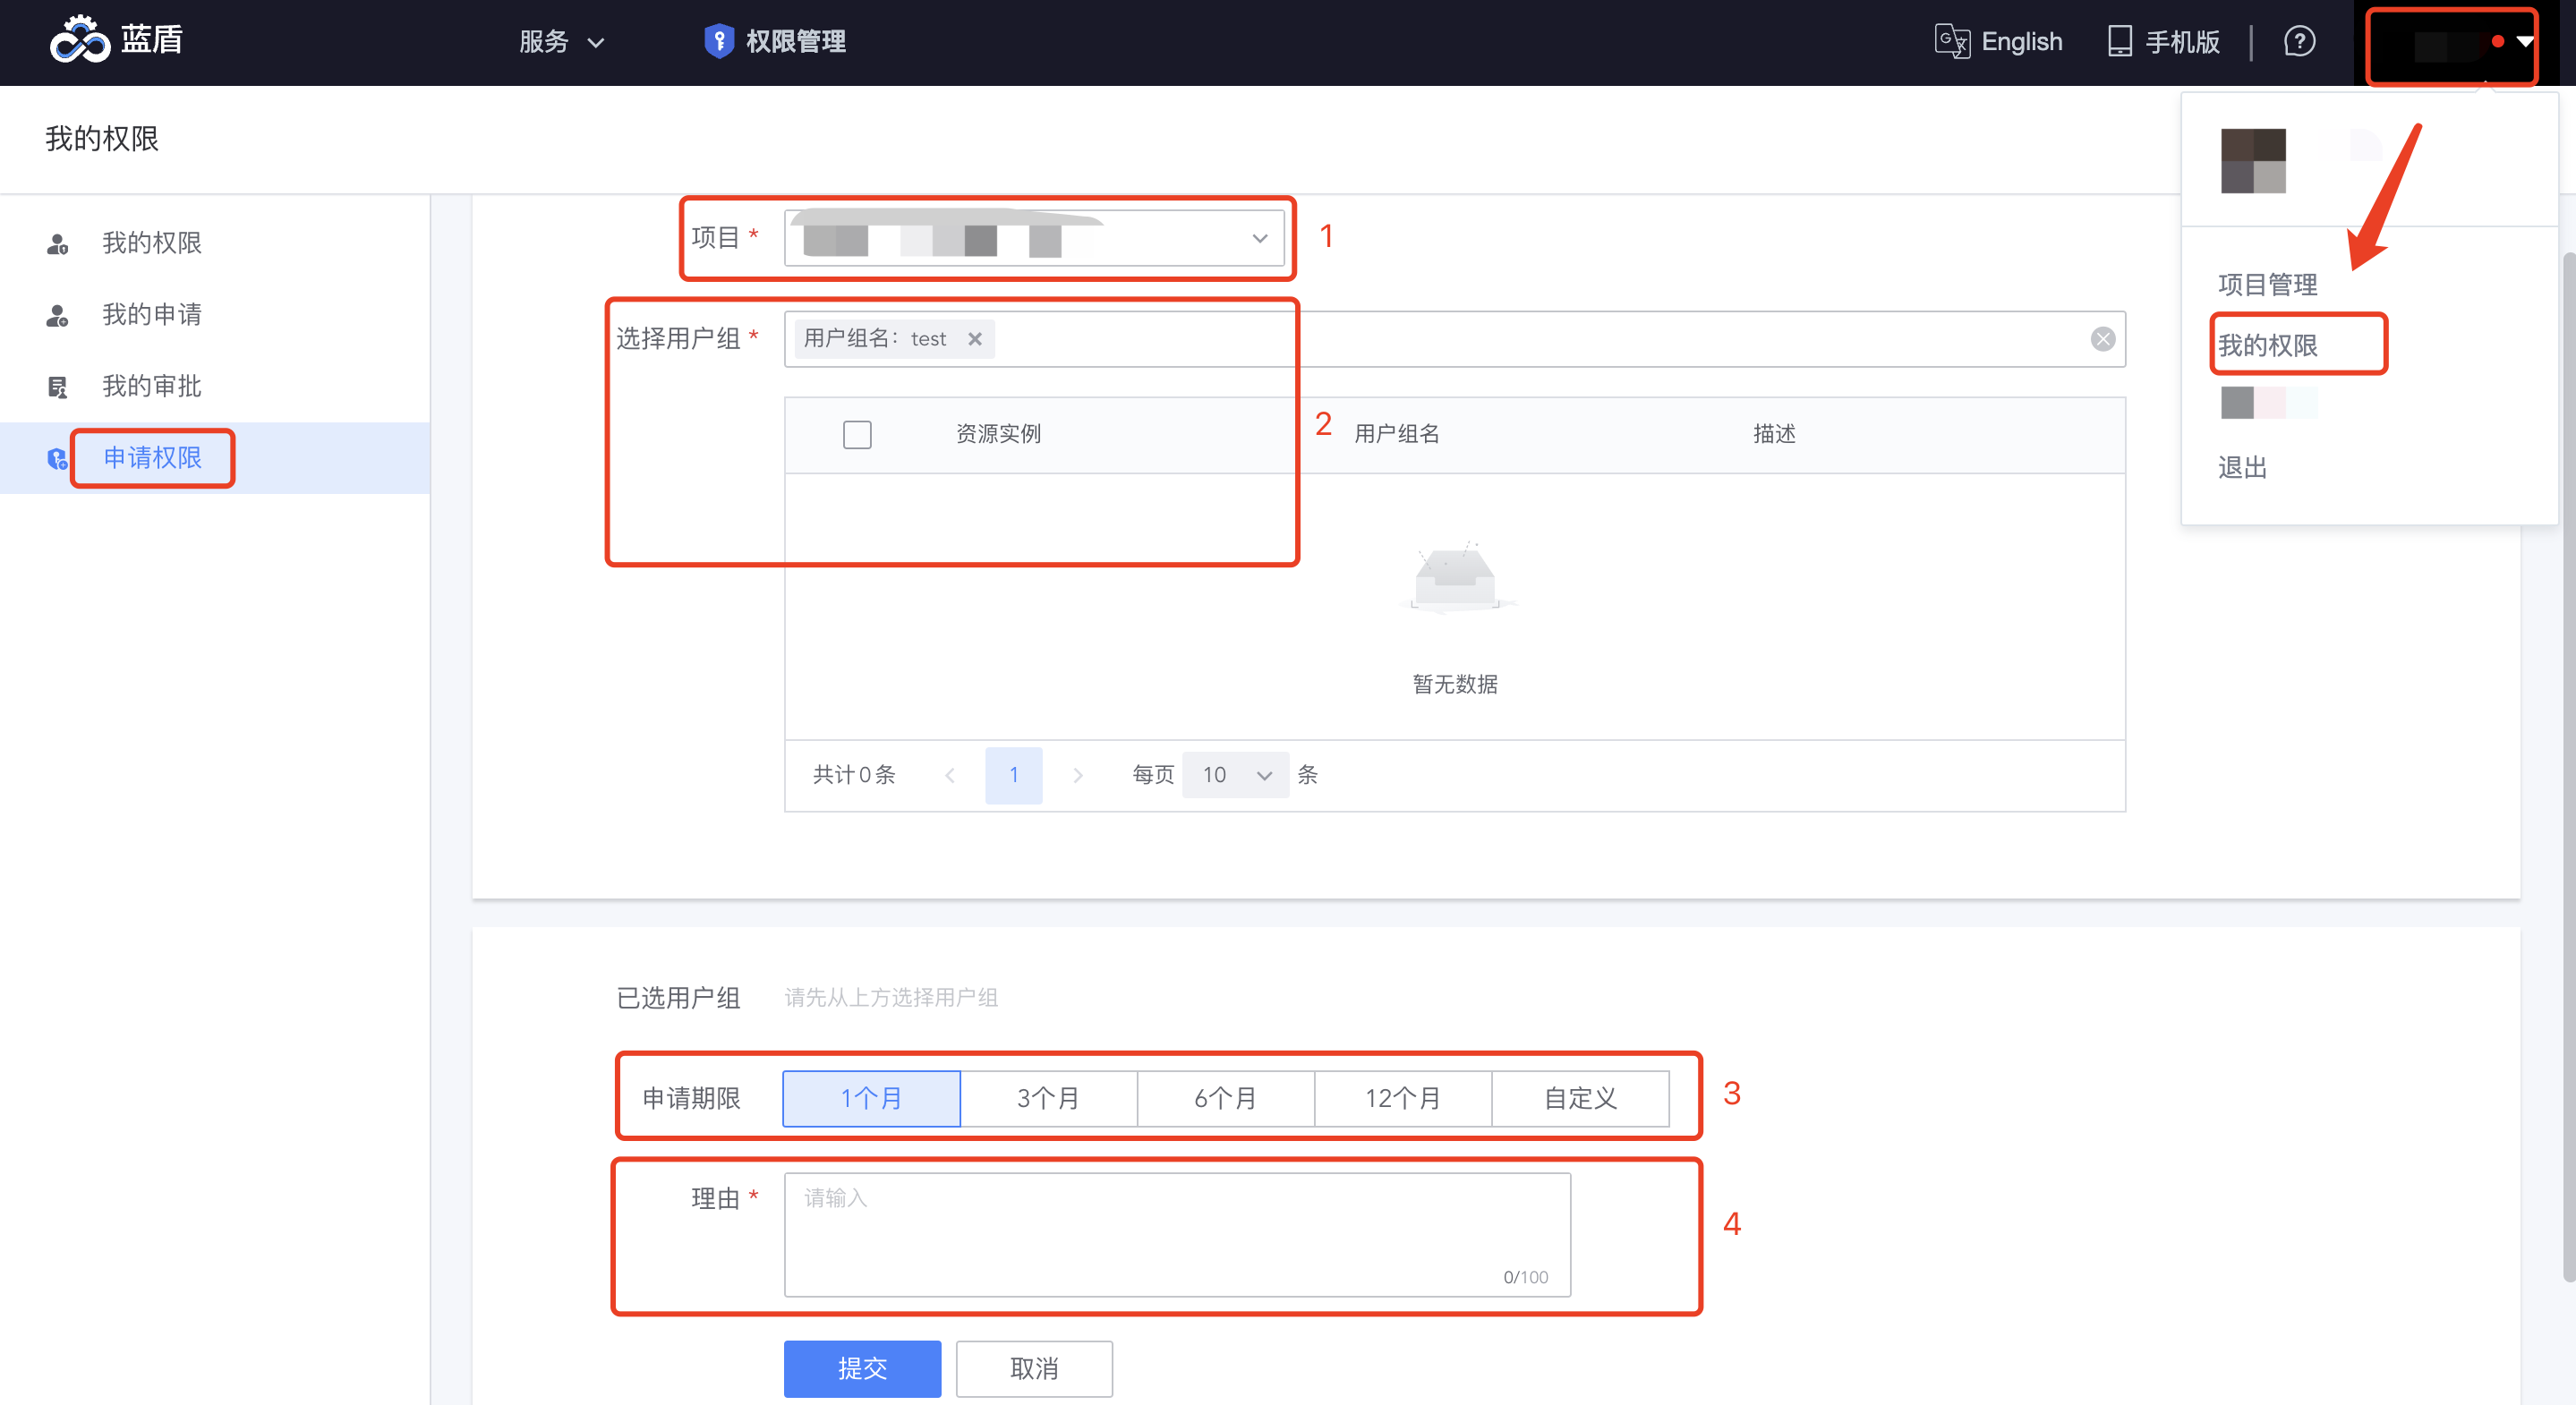 蓝盾 服务 权限管理 English 手机版
我的权限
我的权限
我的申请
我的审批
申请权限
项目 * 1
选择用户组 * 用户组名：test
资源实例 2 用户组名 描述
暂无数据
共计0条 1 每页 10 条
项目管理
我的权限
退出
已选用户组 请先从上方选择用户组
申请期限 1个月 3个月 6个月 12个月 自定义 3
理由 * 请输入 4
0/100
提交 取消